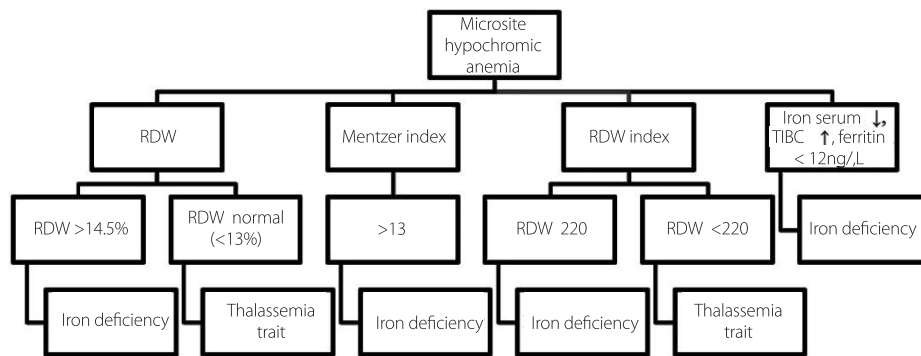 Microsite
hypochromic
anemia
RDW
Mentzer index
RDW index
Iron serum ↓,
TIBC ↑, ferritin
< 12ng/,L
RDW >14.5%
RDW normal
(<13%)
>13
RDW 220
RDW <220
Iron deficiency
Iron deficiency
Thalassemia
trait
Iron deficiency
Iron deficiency
Thalassemia
trait